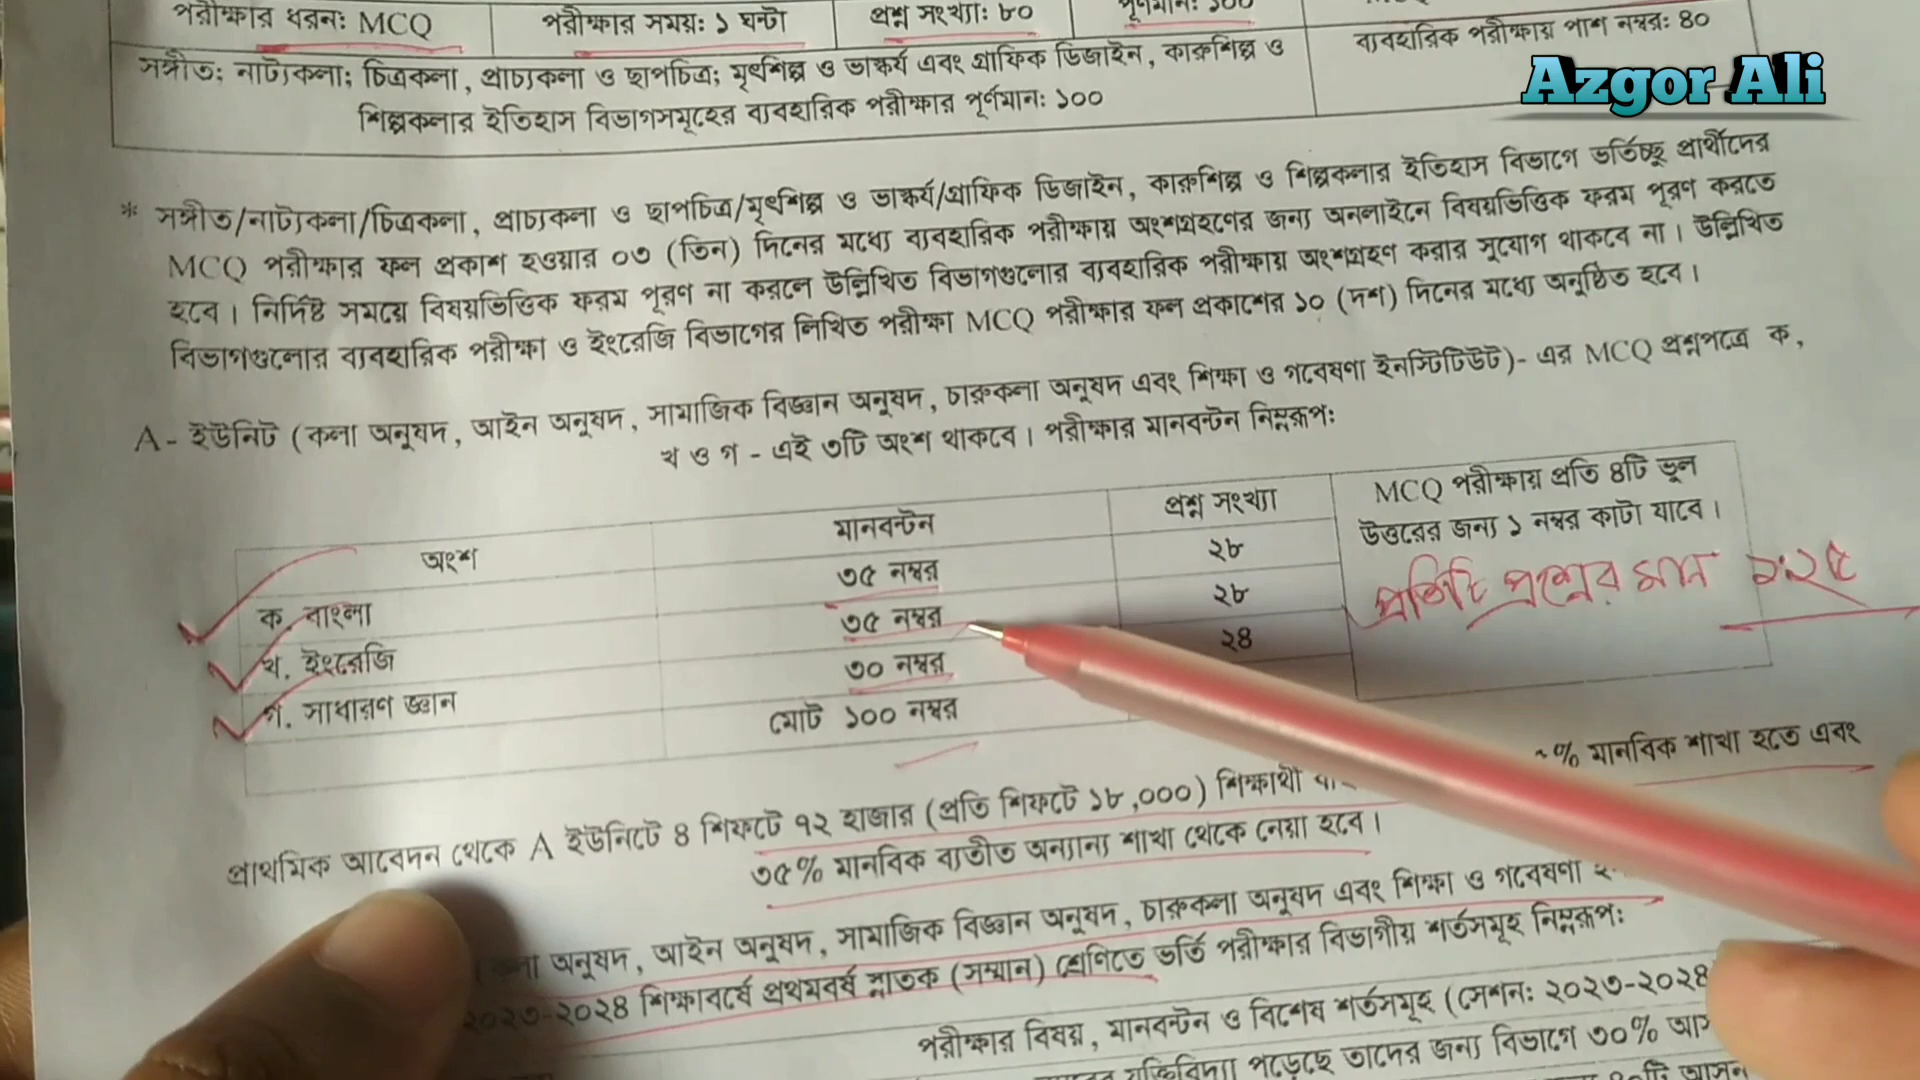 পরীক্ষার ধরন: MCQ
পরীক্ষার সময়: ১ ঘন্টা
প্রশ্ন সংখ্যা: ৮০
পূর্ণমান: ১০০
সঙ্গীত; নাট্যকলা; চিত্রকলা, প্রাচ্যকলা ও ছাপচিত্র; মৃৎশিল্প ও ভাস্কর্য এবং গ্রাফিক ডিজাইন, কারুশিল্প ও
শিল্পকলার ইতিহাস বিভাগসমূহের ব্যবহারিক পরীক্ষার পূর্ণমান: ১০০
ব্যবহারিক পরীক্ষায় পাশ নম্বর: ৪০
Azgor Ali
* সঙ্গীত/নাট্যকলা/চিত্রকলা, প্রাচ্যকলা ও ছাপচিত্র/মৃৎশিল্প ও ভাস্কর্য/গ্রাফিক ডিজাইন, কারুশিল্প ও শিল্পকলার ইতিহাস বিভাগে ভর্তিচ্ছু প্রার্থীদের
MCQ পরীক্ষার ফল প্রকাশ হওয়ার ০৩ (তিন) দিনের মধ্যে ব্যবহারিক পরীক্ষায় অংশগ্রহণের জন্য অনলাইনে বিষয়ভিত্তিক ফরম পূরণ করতে
হবে। নির্দিষ্ট সময়ে বিষয়ভিত্তিক ফরম পূরণ না করলে উল্লিখিত বিভাগগুলোর ব্যবহারিক পরীক্ষায় অংশগ্রহণ করার সুযোগ থাকবে না। উল্লিখিত
বিভাগগুলোর ব্যবহারিক পরীক্ষা ও ইংরেজি বিভাগের লিখিত পরীক্ষা MCQ পরীক্ষার ফল প্রকাশের ১০ (দশ) দিনের মধ্যে অনুষ্ঠিত হবে।
A- ইউনিট (কলা অনুষদ, আইন অনুষদ, সামাজিক বিজ্ঞান অনুষদ, চারুকলা অনুষদ এবং শিক্ষা ও গবেষণা ইনস্টিটিউট)- এর MCQ প্রশ্নপত্রে ক,
খ ও গ - এই ৩টি অংশ থাকবে। পরীক্ষার মানবন্টন নিম্নরূপ:
অংশ
মানবন্টন
প্রশ্ন সংখ্যা
MCQ পরীক্ষায় প্রতি ৪টি ভুল
উত্তরের জন্য ১ নম্বর কাটা যাবে।
প্রতিটি প্রশ্নের মান ১.২৫
ক. বাংলা
৩৫ নম্বর
২৮
খ. ইংরেজি
৩৫ নম্বর
২৮
গ. সাধারণ জ্ঞান
৩০ নম্বর
২৪
মোট ১০০ নম্বর
প্রাথমিক আবেদন থেকে A ইউনিটে ৪ শিফটে ৭২ হাজার (প্রতি শিফটে ১৮,০০০) শিক্ষার্থী % মানবিক শাখা হতে এবং
৩৫% মানবিক ব্যতীত অন্যান্য শাখা থেকে নেয়া হবে।
অনুষদ, আইন অনুষদ, সামাজিক বিজ্ঞান অনুষদ, চারুকলা অনুষদ এবং শিক্ষা ও গবেষণা
২০২৩-২০২৪ শিক্ষাবর্ষে প্রথমবর্ষ স্নাতক (সম্মান) শ্রেণিতে ভর্তি পরীক্ষার বিভাগীয় শর্তসমূহ নিম্নরূপ:
পরীক্ষার বিষয়, মানবন্টন ও বিশেষ শর্তসমূহ (সেশন: ২০২৩-২০২৪
যুক্তিবিদ্যা পড়েছে তাদের জন্য বিভাগে ৩০%